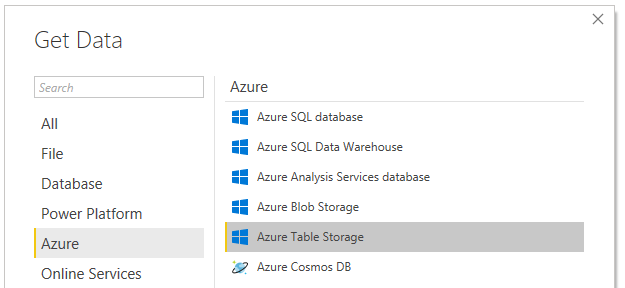 Get Data
Search
All
File
Database
Power Platform
Azure
Online Services
Azure
Azure SQL database
Azure SQL Data Warehouse
Azure Analysis Services database
Azure Blob Storage
Azure Table Storage
Azure Cosmos DB